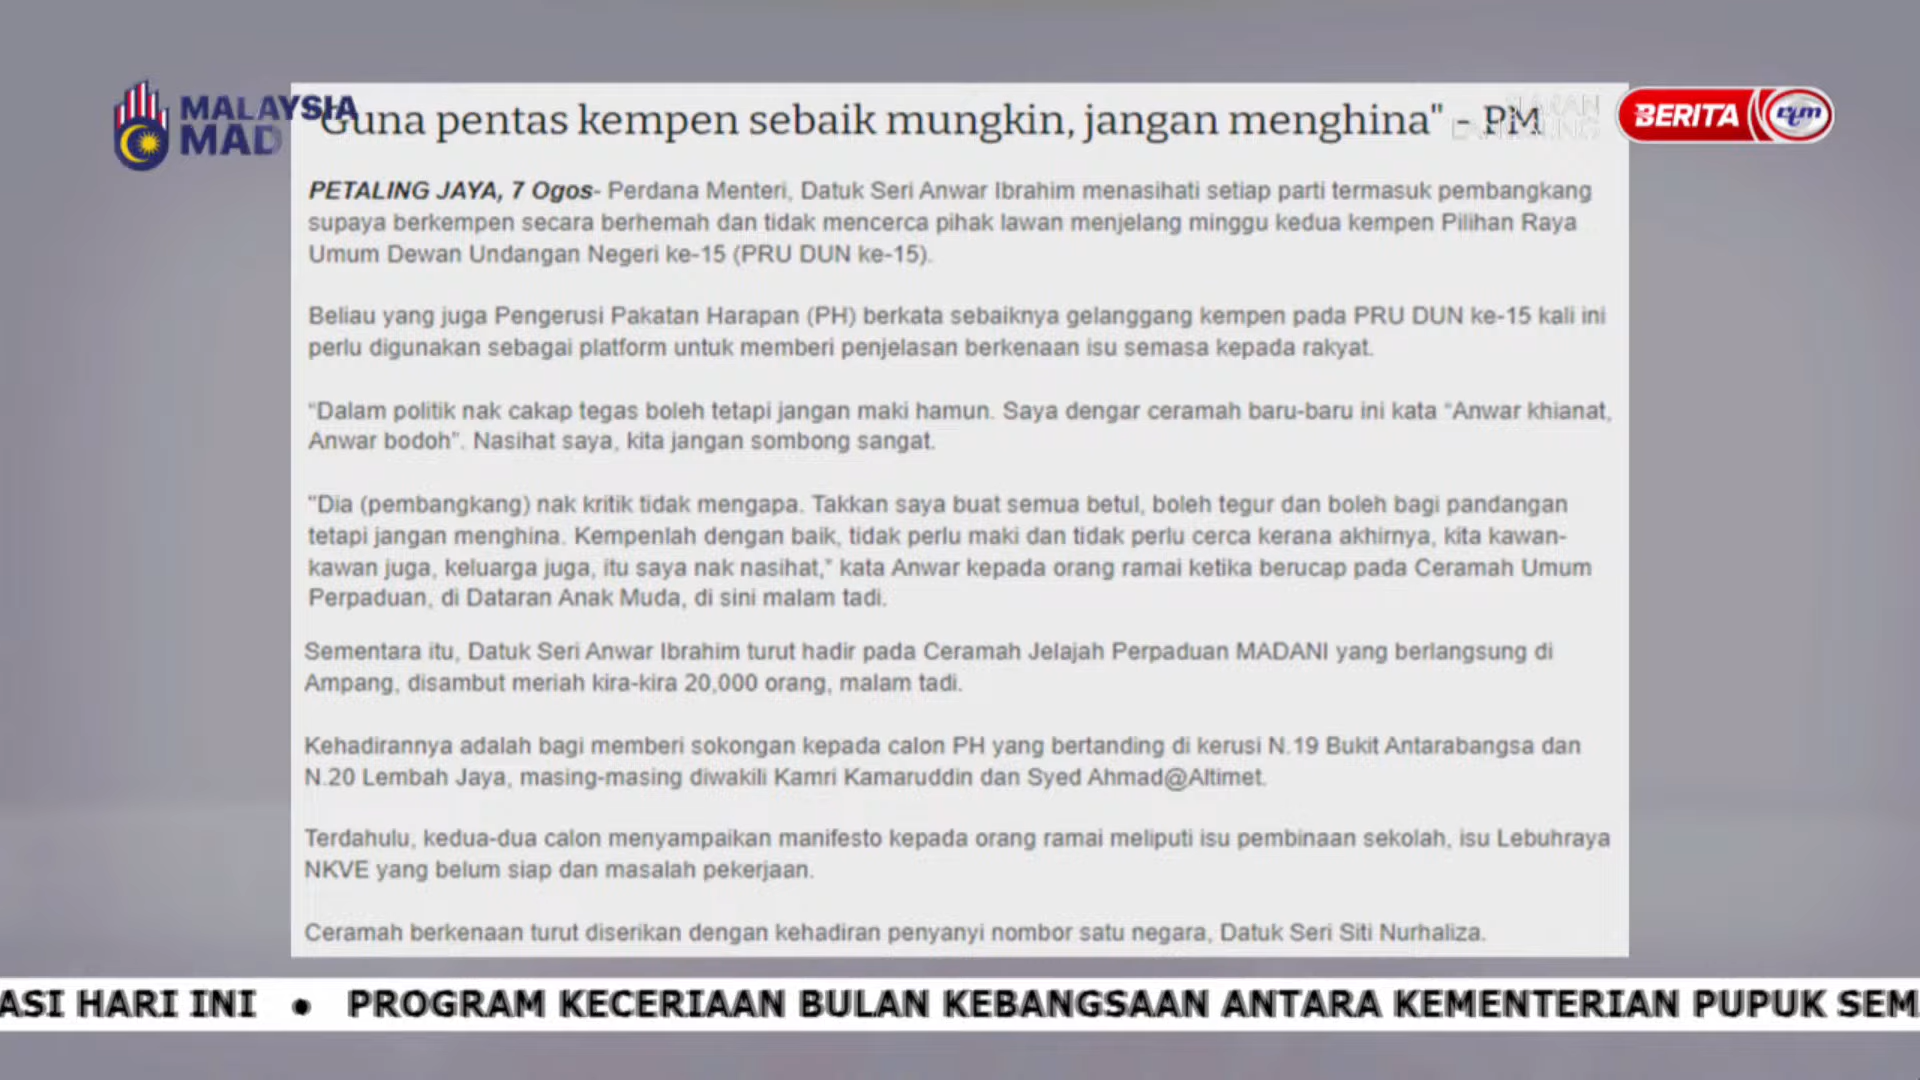 MALAYSIA
MAD
"Guna pentas kempen sebaik mungkin, jangan menghina" - PM
SIARAN
LANGSUNG
BERITA rtm
PETALING JAYA, 7 Ogos- Perdana Menteri, Datuk Seri Anwar Ibrahim menasihati setiap parti termasuk pembangkang
supaya berkempen secara berhemah dan tidak mencerca pihak lawan menjelang minggu kedua kempen Pilihan Raya
Umum Dewan Undangan Negeri ke-15 (PRU DUN ke-15).
Beliau yang juga Pengerusi Pakatan Harapan (PH) berkata sebaiknya gelanggang kempen pada PRU DUN ke-15 kali ini
perlu digunakan sebagai platform untuk memberi penjelasan berkenaan isu semasa kepada rakyat.
“Dalam politik nak cakap tegas boleh tetapi jangan maki hamun. Saya dengar ceramah baru-baru ini kata “Anwar khianat,
Anwar bodoh”. Nasihat saya, kita jangan sombong sangat.
"Dia (pembangkang) nak kritik tidak mengapa. Takkan saya buat semua betul, boleh tegur dan boleh bagi pandangan
tetapi jangan menghina. Kempenlah dengan baik, tidak perlu maki dan tidak perlu cerca kerana akhirnya, kita kawan-
kawan juga, keluarga juga, itu saya nak nasihat,” kata Anwar kepada orang ramai ketika berucap pada Ceramah Umum
Perpaduan, di Dataran Anak Muda, di sini malam tadi.
Sementara itu, Datuk Seri Anwar Ibrahim turut hadir pada Ceramah Jelajah Perpaduan MADANI yang berlangsung di
Ampang, disambut meriah kira-kira 20,000 orang, malam tadi.
Kehadirannya adalah bagi memberi sokongan kepada calon PH yang bertanding di kerusi N.19 Bukit Antarabangsa dan
N.20 Lembah Jaya, masing-masing diwakili Kamri Kamaruddin dan Syed Ahmad@Altimet.
Terdahulu, kedua-dua calon menyampaikan manifesto kepada orang ramai meliputi isu pembinaan sekolah, isu Lebuhraya
NKVE yang belum siap dan masalah pekerjaan.
Ceramah berkenaan turut diserikan dengan kehadiran penyanyi nombor satu negara, Datuk Seri Siti Nurhaliza.
ASI HARI INI • PROGRAM KECERIAAN BULAN KEBANGSAAN ANTARA KEMENTERIAN PUPUK SEM